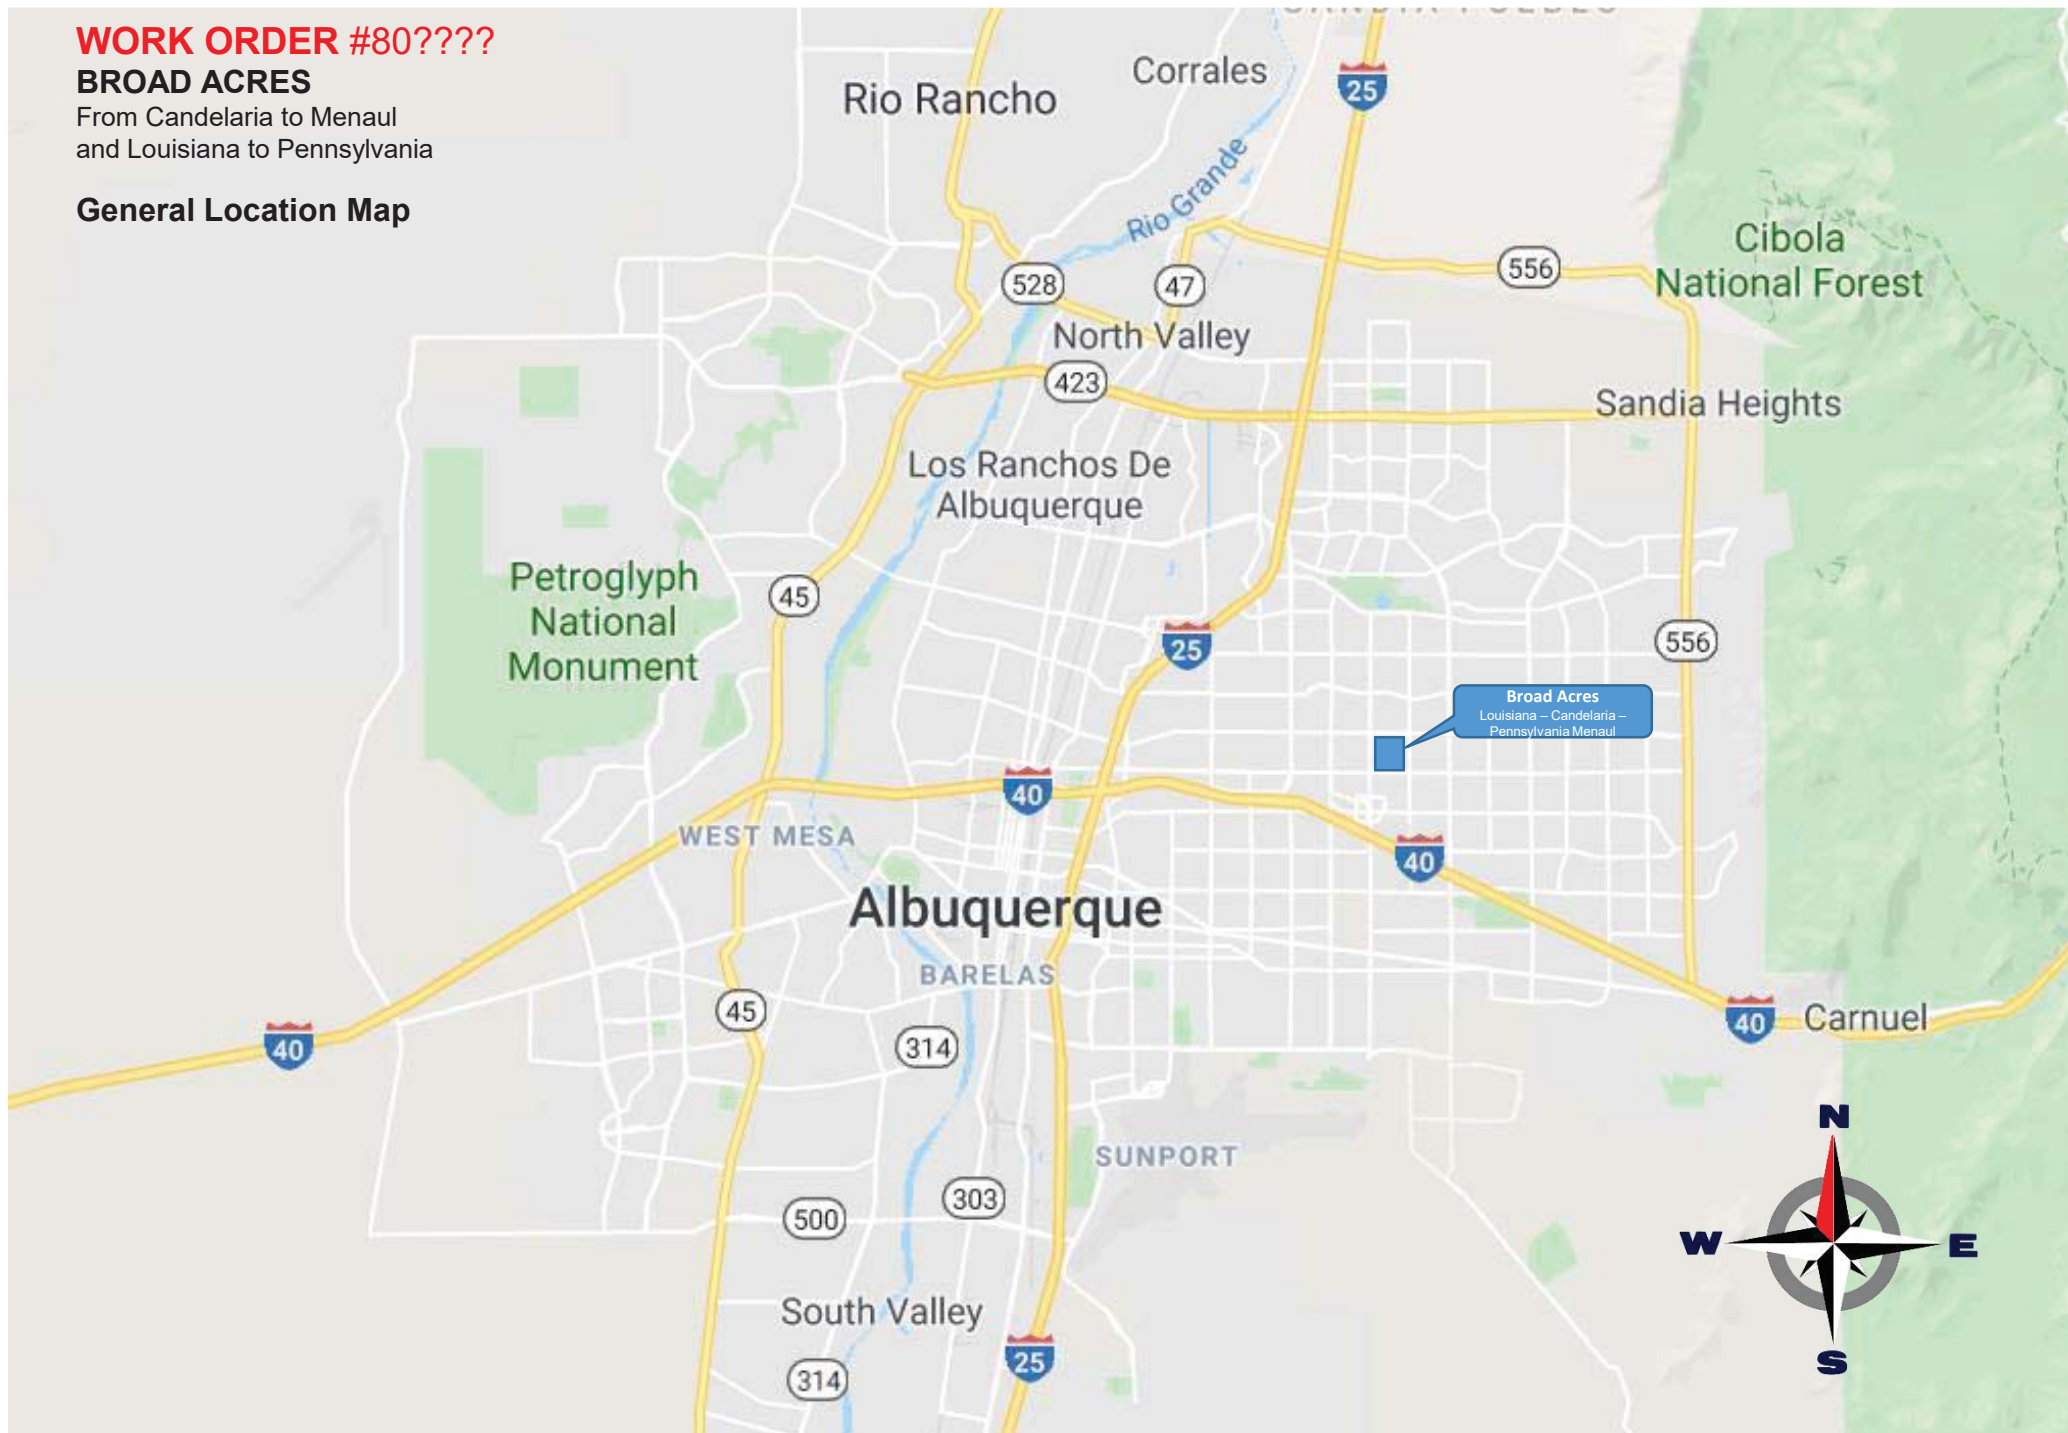 SANDIA PUEBLO
WORK ORDER #80????
BROAD ACRES
From Candelaria to Menaul
and Louisiana to Pennsylvania
General Location Map
Corrales
25
Rio Rancho
Rio Grande
Cibola
National Forest
556
528
47
North Valley
423
Sandia Heights
Los Ranchos De
Albuquerque
Petroglyph
National
Monument
45
25
556
Broad Acres
Louisiana – Candelaria –
Pennsylvania Menaul
40
WEST MESA
40
Albuquerque
BARELAS
45
40
Carnuel
40
314
N
SUNPORT
303
500
W
E
South Valley
25
S
314